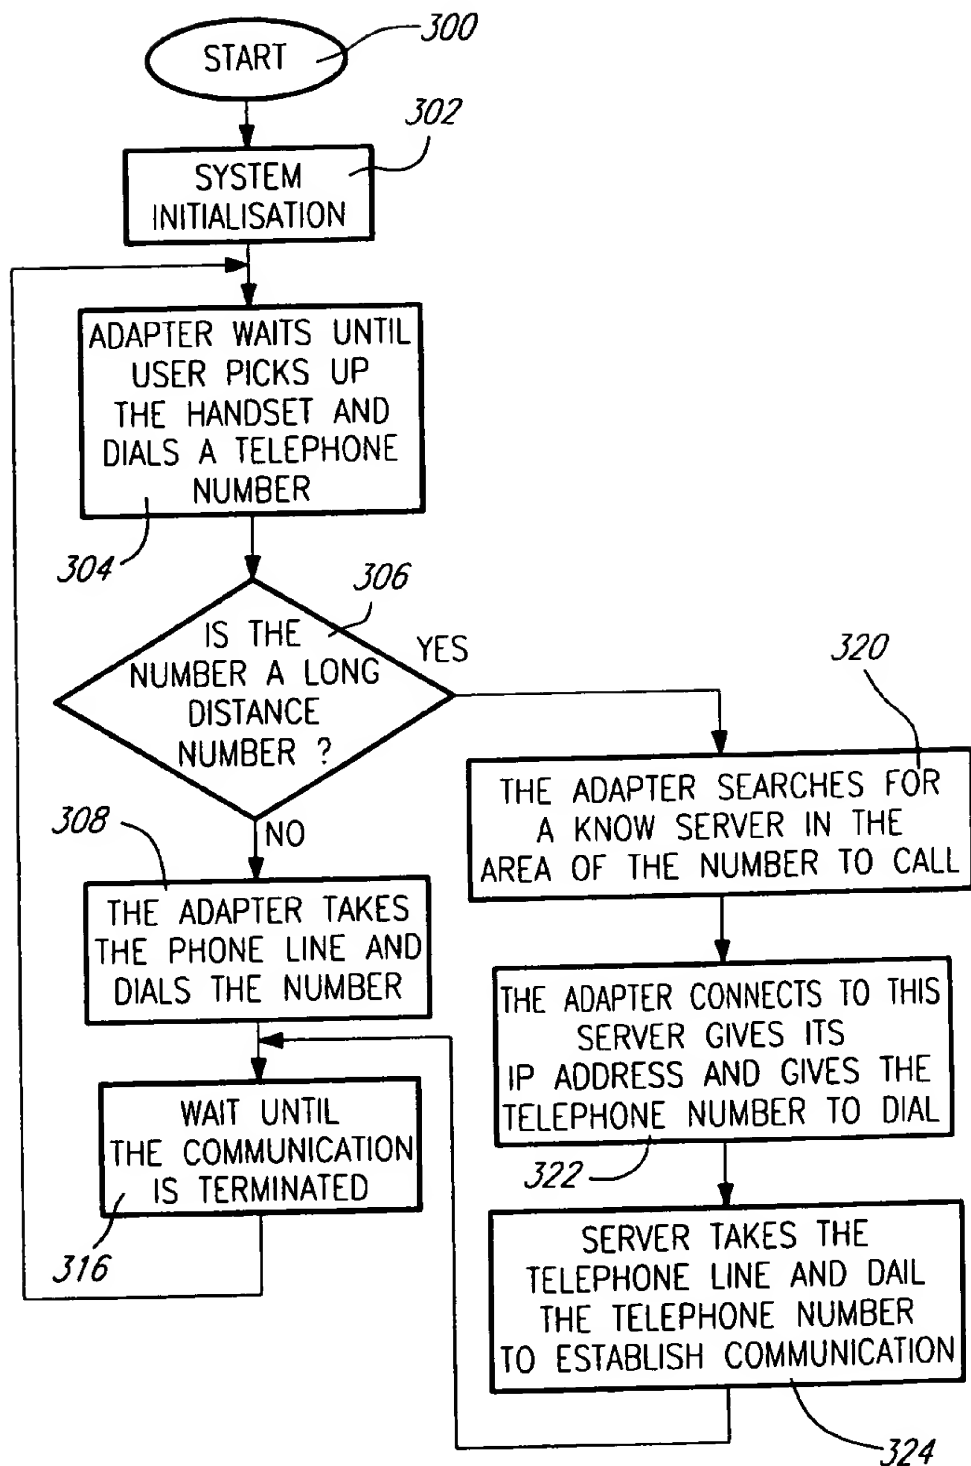 START
300
302
SYSTEM
INITIALISATION
ADAPTER WAITS UNTIL
USER PICKS UP
THE HANDSET AND
DIALS A TELEPHONE
NUMBER
304
306
IS THE
NUMBER A LONG
DISTANCE
NUMBER ?
YES
NO
308
THE ADAPTER TAKES
THE PHONE LINE AND
DIALS THE NUMBER
WAIT UNTIL
THE COMMUNICATION
IS TERMINATED
316
320
THE ADAPTER SEARCHES FOR
A KNOW SERVER IN THE
AREA OF THE NUMBER TO CALL
THE ADAPTER CONNECTS TO THIS
SERVER GIVES ITS
IP ADDRESS AND GIVES THE
TELEPHONE NUMBER TO DIAL
322
SERVER TAKES THE
TELEPHONE LINE AND DAIL
THE TELEPHONE NUMBER
TO ESTABLISH COMMUNICATION
324